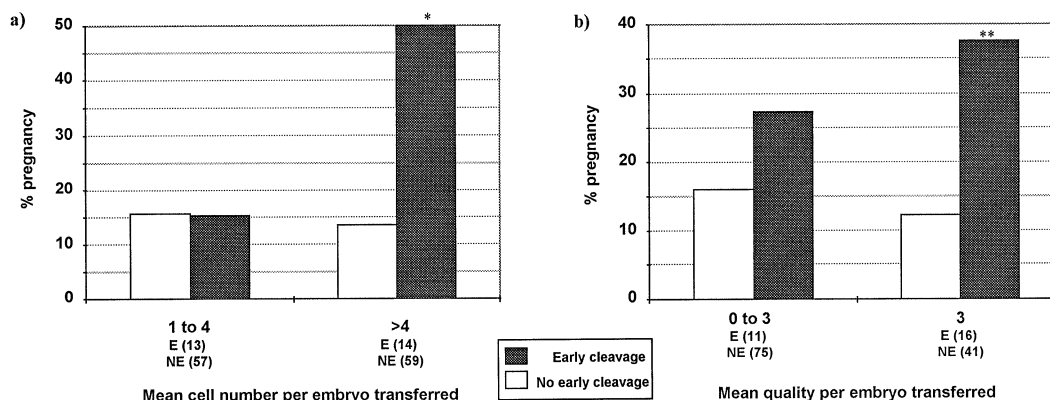 a)
% pregnancy
50
40
30
20
10
0
*
1 to 4
E (13)
NE (57)
>4
E (14)
NE (59)
Mean cell number per embryo transferred
b)
% pregnancy
40
30
20
10
0
**
0 to 3
E (11)
NE (75)
3
E (16)
NE (41)
Mean quality per embryo transferred
Early cleavage
No early cleavage